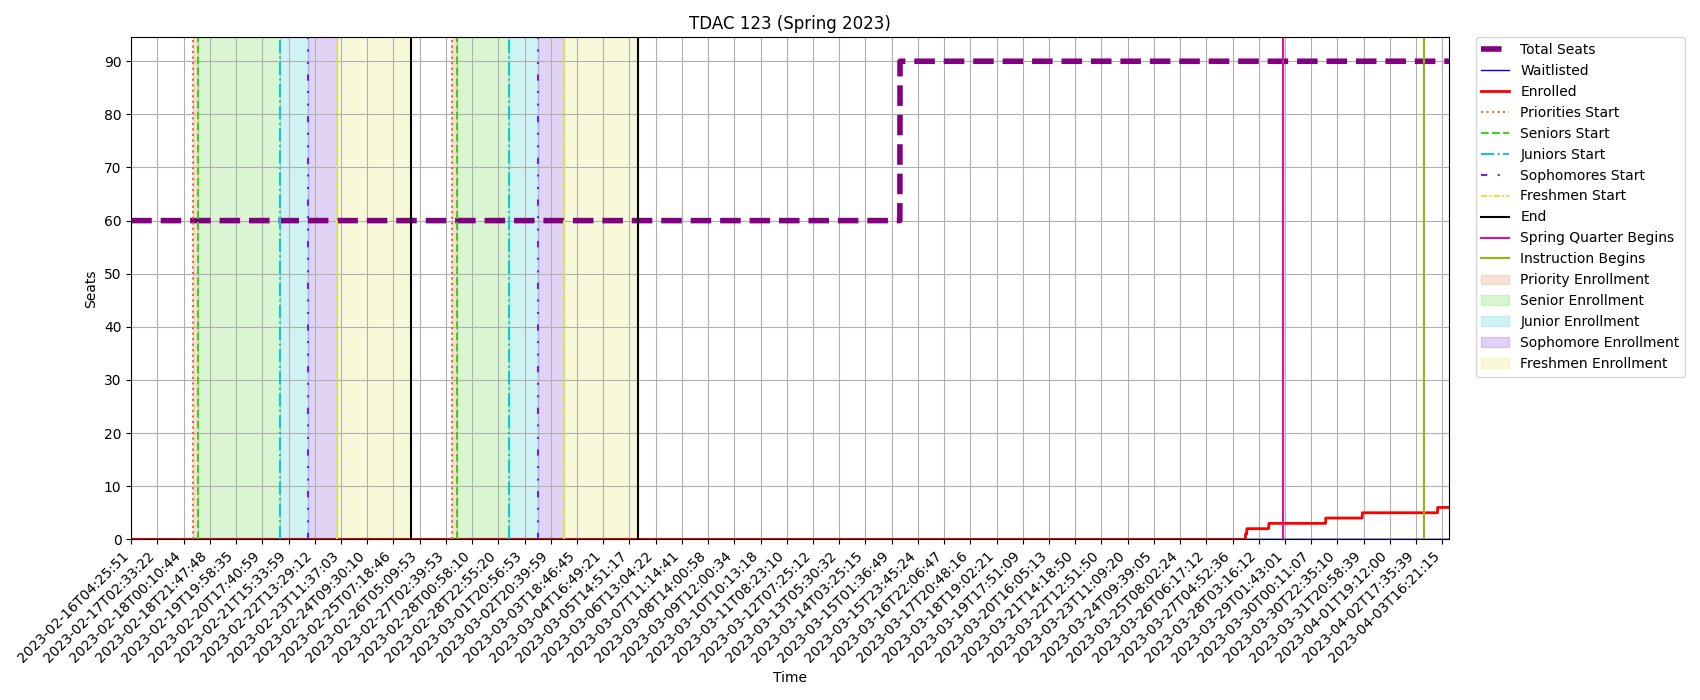 TDAC 123 (Spring 2023)
Seats
90
80
70
60
50
40
30
20
10
0
2023-02-16T04:25:51
2023-02-17T02:33:22
2023-02-18T00:10:44
2023-02-18T21:47:48
2023-02-19T19:58:35
2023-02-20T17:40:59
2023-02-21T15:33:59
2023-02-22T13:29:12
2023-02-23T11:37:03
2023-02-24T09:30:10
2023-02-25T07:18:46
2023-02-26T05:09:53
2023-02-27T02:39:53
2023-02-28T00:58:10
2023-02-28T22:55:20
2023-03-01T20:56:53
2023-03-02T20:39:59
2023-03-03T18:46:45
2023-03-04T16:49:21
2023-03-05T14:51:17
2023-03-06T13:04:22
2023-03-07T11:14:41
2023-03-08T14:00:58
2023-03-09T12:00:34
2023-03-10T10:13:18
2023-03-11T08:23:10
2023-03-12T07:25:12
2023-03-13T05:30:32
2023-03-14T03:25:15
2023-03-15T01:36:49
2023-03-15T23:45:24
2023-03-16T22:06:47
2023-03-17T20:48:16
2023-03-18T19:02:21
2023-03-19T17:51:09
2023-03-20T16:05:13
2023-03-21T14:18:50
2023-03-22T12:51:50
2023-03-23T11:09:20
2023-03-24T09:39:05
2023-03-25T08:02:24
2023-03-26T06:17:12
2023-03-27T04:52:36
2023-03-28T03:16:12
2023-03-29T01:43:01
2023-03-30T00:11:07
2023-03-30T22:35:10
2023-03-31T20:58:39
2023-04-01T19:12:00
2023-04-02T17:35:39
2023-04-03T16:21:15
Time
Total Seats
Waitlisted
Enrolled
Priorities Start
Seniors Start
Juniors Start
Sophomores Start
Freshmen Start
End
Spring Quarter Begins
Instruction Begins
Priority Enrollment
Senior Enrollment
Junior Enrollment
Sophomore Enrollment
Freshmen Enrollment